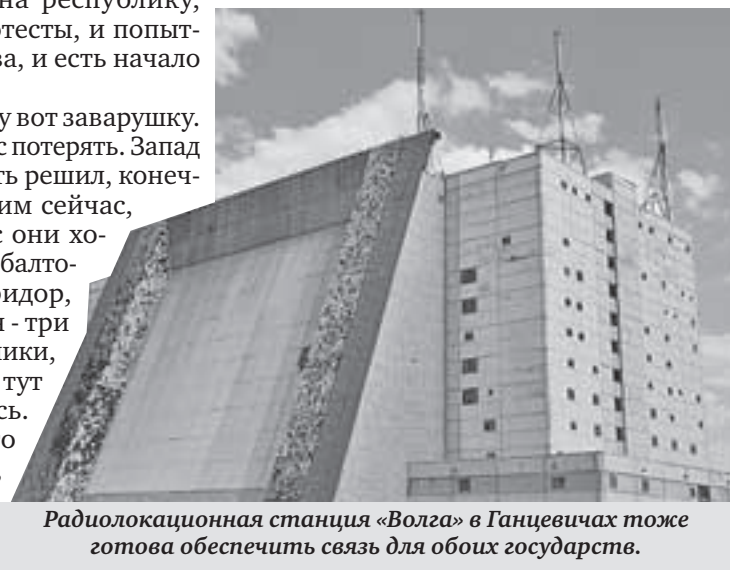 на республику,
тесты, и попыт-
ва, и есть начало
у вот заварушку.
с потерять. Запад
ть решил, конеч-
им сейчас,
с они хо-
балто-
идор,
- три
ики,
тут
сь.
о
Радиолокационная станция «Волга» в Ганцевичах тоже
готова обеспечить связь для обоих государств.